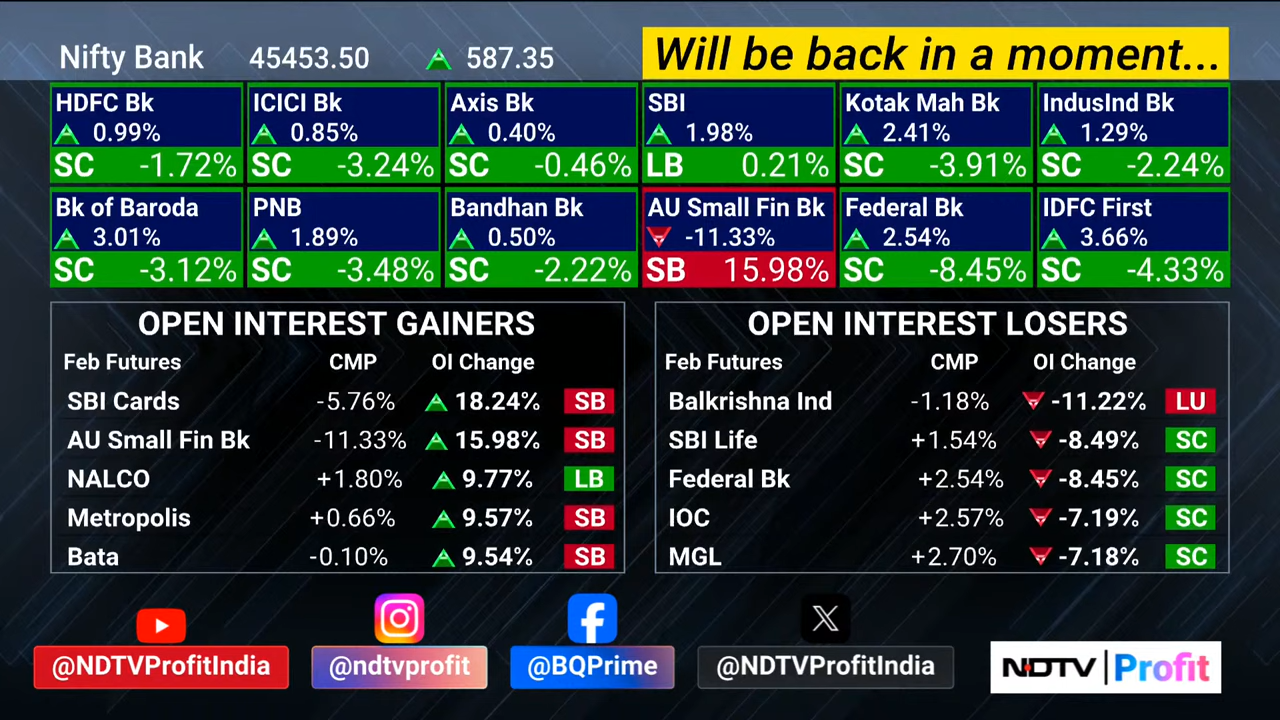 Nifty Bank 45453.50 587.35
Will be back in a moment...
HDFC Bk ICICI Bk Axis Bk SBI Kotak Mah Bk IndusInd Bk
0.99% 0.85% 0.40% 1.98% 2.41% 1.29%
SC -1.72% SC -3.24% SC -0.46% LB 0.21% SC -3.91% SC -2.24%
Bk of Baroda PNB Bandhan Bk AU Small Fin Bk Federal Bk IDFC First
3.01% 1.89% 0.50% -11.33% 2.54% 3.66%
SC -3.12% SC -3.48% SC -2.22% SB 15.98% SC -8.45% SC -4.33%
OPEN INTEREST GAINERS
Feb Futures CMP OI Change
SBI Cards -5.76% 18.24% SB
AU Small Fin Bk -11.33% 15.98% SB
NALCO +1.80% 9.77% LB
Metropolis +0.66% 9.57% SB
Bata -0.10% 9.54% SB
OPEN INTEREST LOSERS
Feb Futures CMP OI Change
Balkrishna Ind -1.18% -11.22% LU
SBI Life +1.54% -8.49% SC
Federal Bk +2.54% -8.45% SC
IOC +2.57% -7.19% SC
MGL +2.70% -7.18% SC
@NDTVProfitIndia @ndtvprofit @BQPrime @NDTVProfitIndia
NDTV Profit